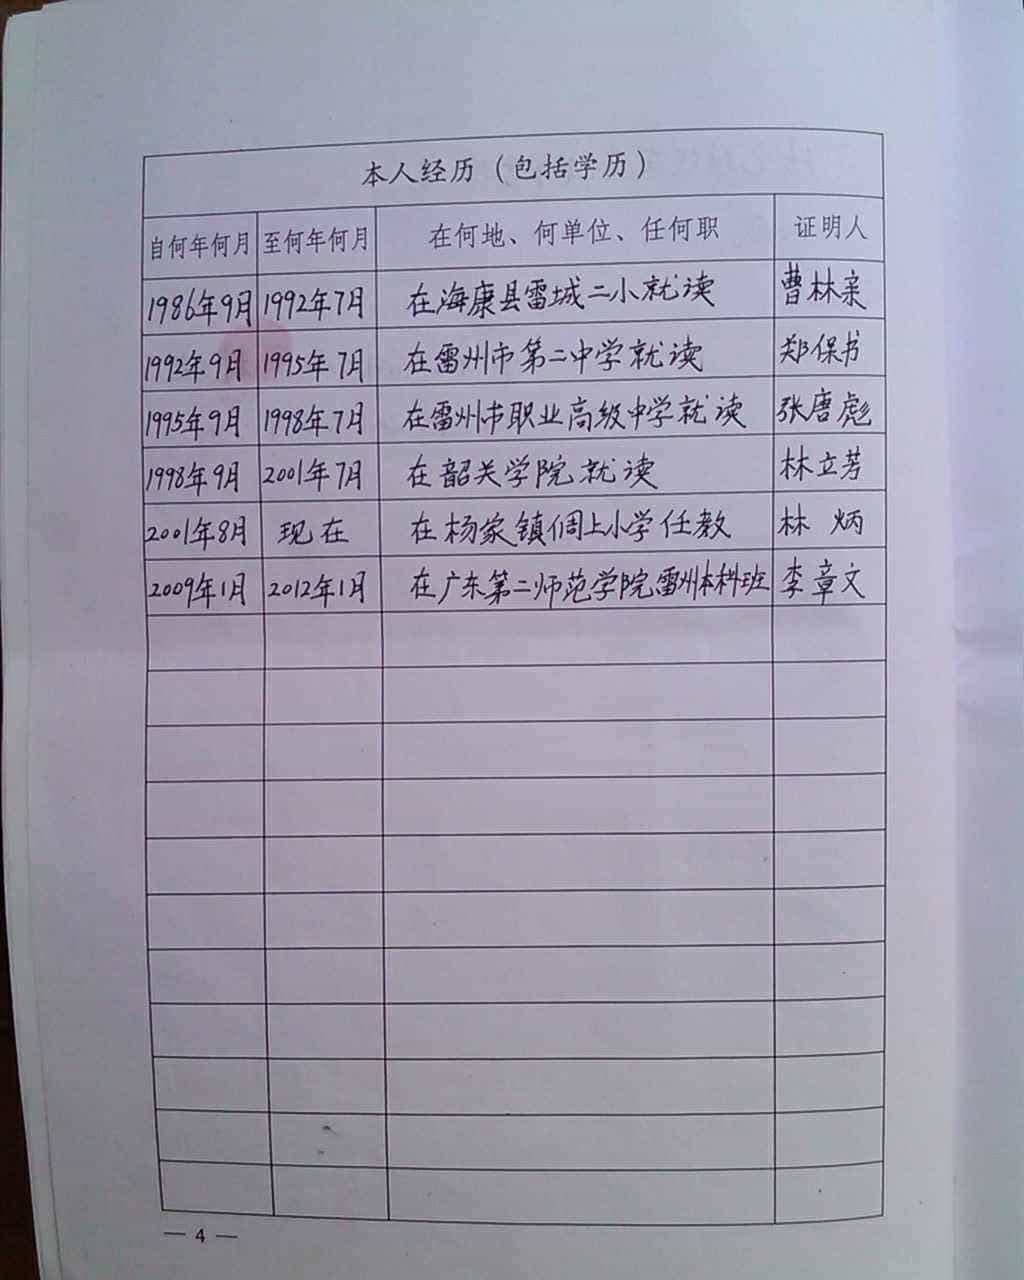 本人经历（包括学历）
自何年何月 至何年何月 在何地、何单位、任何职 证明人
1986年9月 1992年7月 在海康县雷城二小就读 曹林亲
1992年9月 1995年7月 在雷州市第二中学就读 郑保书
1995年9月 1998年7月 在雷州市职业高级中学就读 张唐彪
1998年9月 2001年7月 在韶关学院就读 林立芳
2001年8月 现在 在杨家镇倜上小学任教 林炳
2009年1月 2012年1月 在广东第二师范学院雷州本科班 李章文
— 4 —